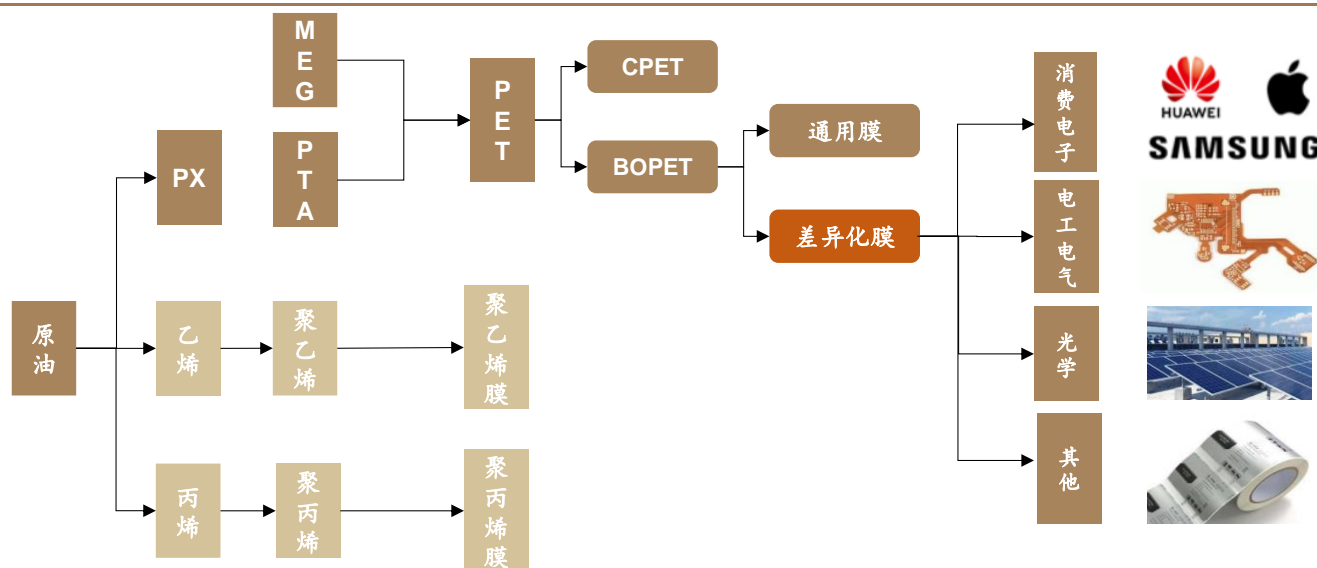 MEG
CPET
消费电子
HUAWEI
SAMSUNG
PET
通用膜
PTA
PX
BOPET
差异化膜
电工电气
原油
乙烯
聚乙烯
聚乙烯膜
光学
丙烯
聚丙烯
聚丙烯膜
其他